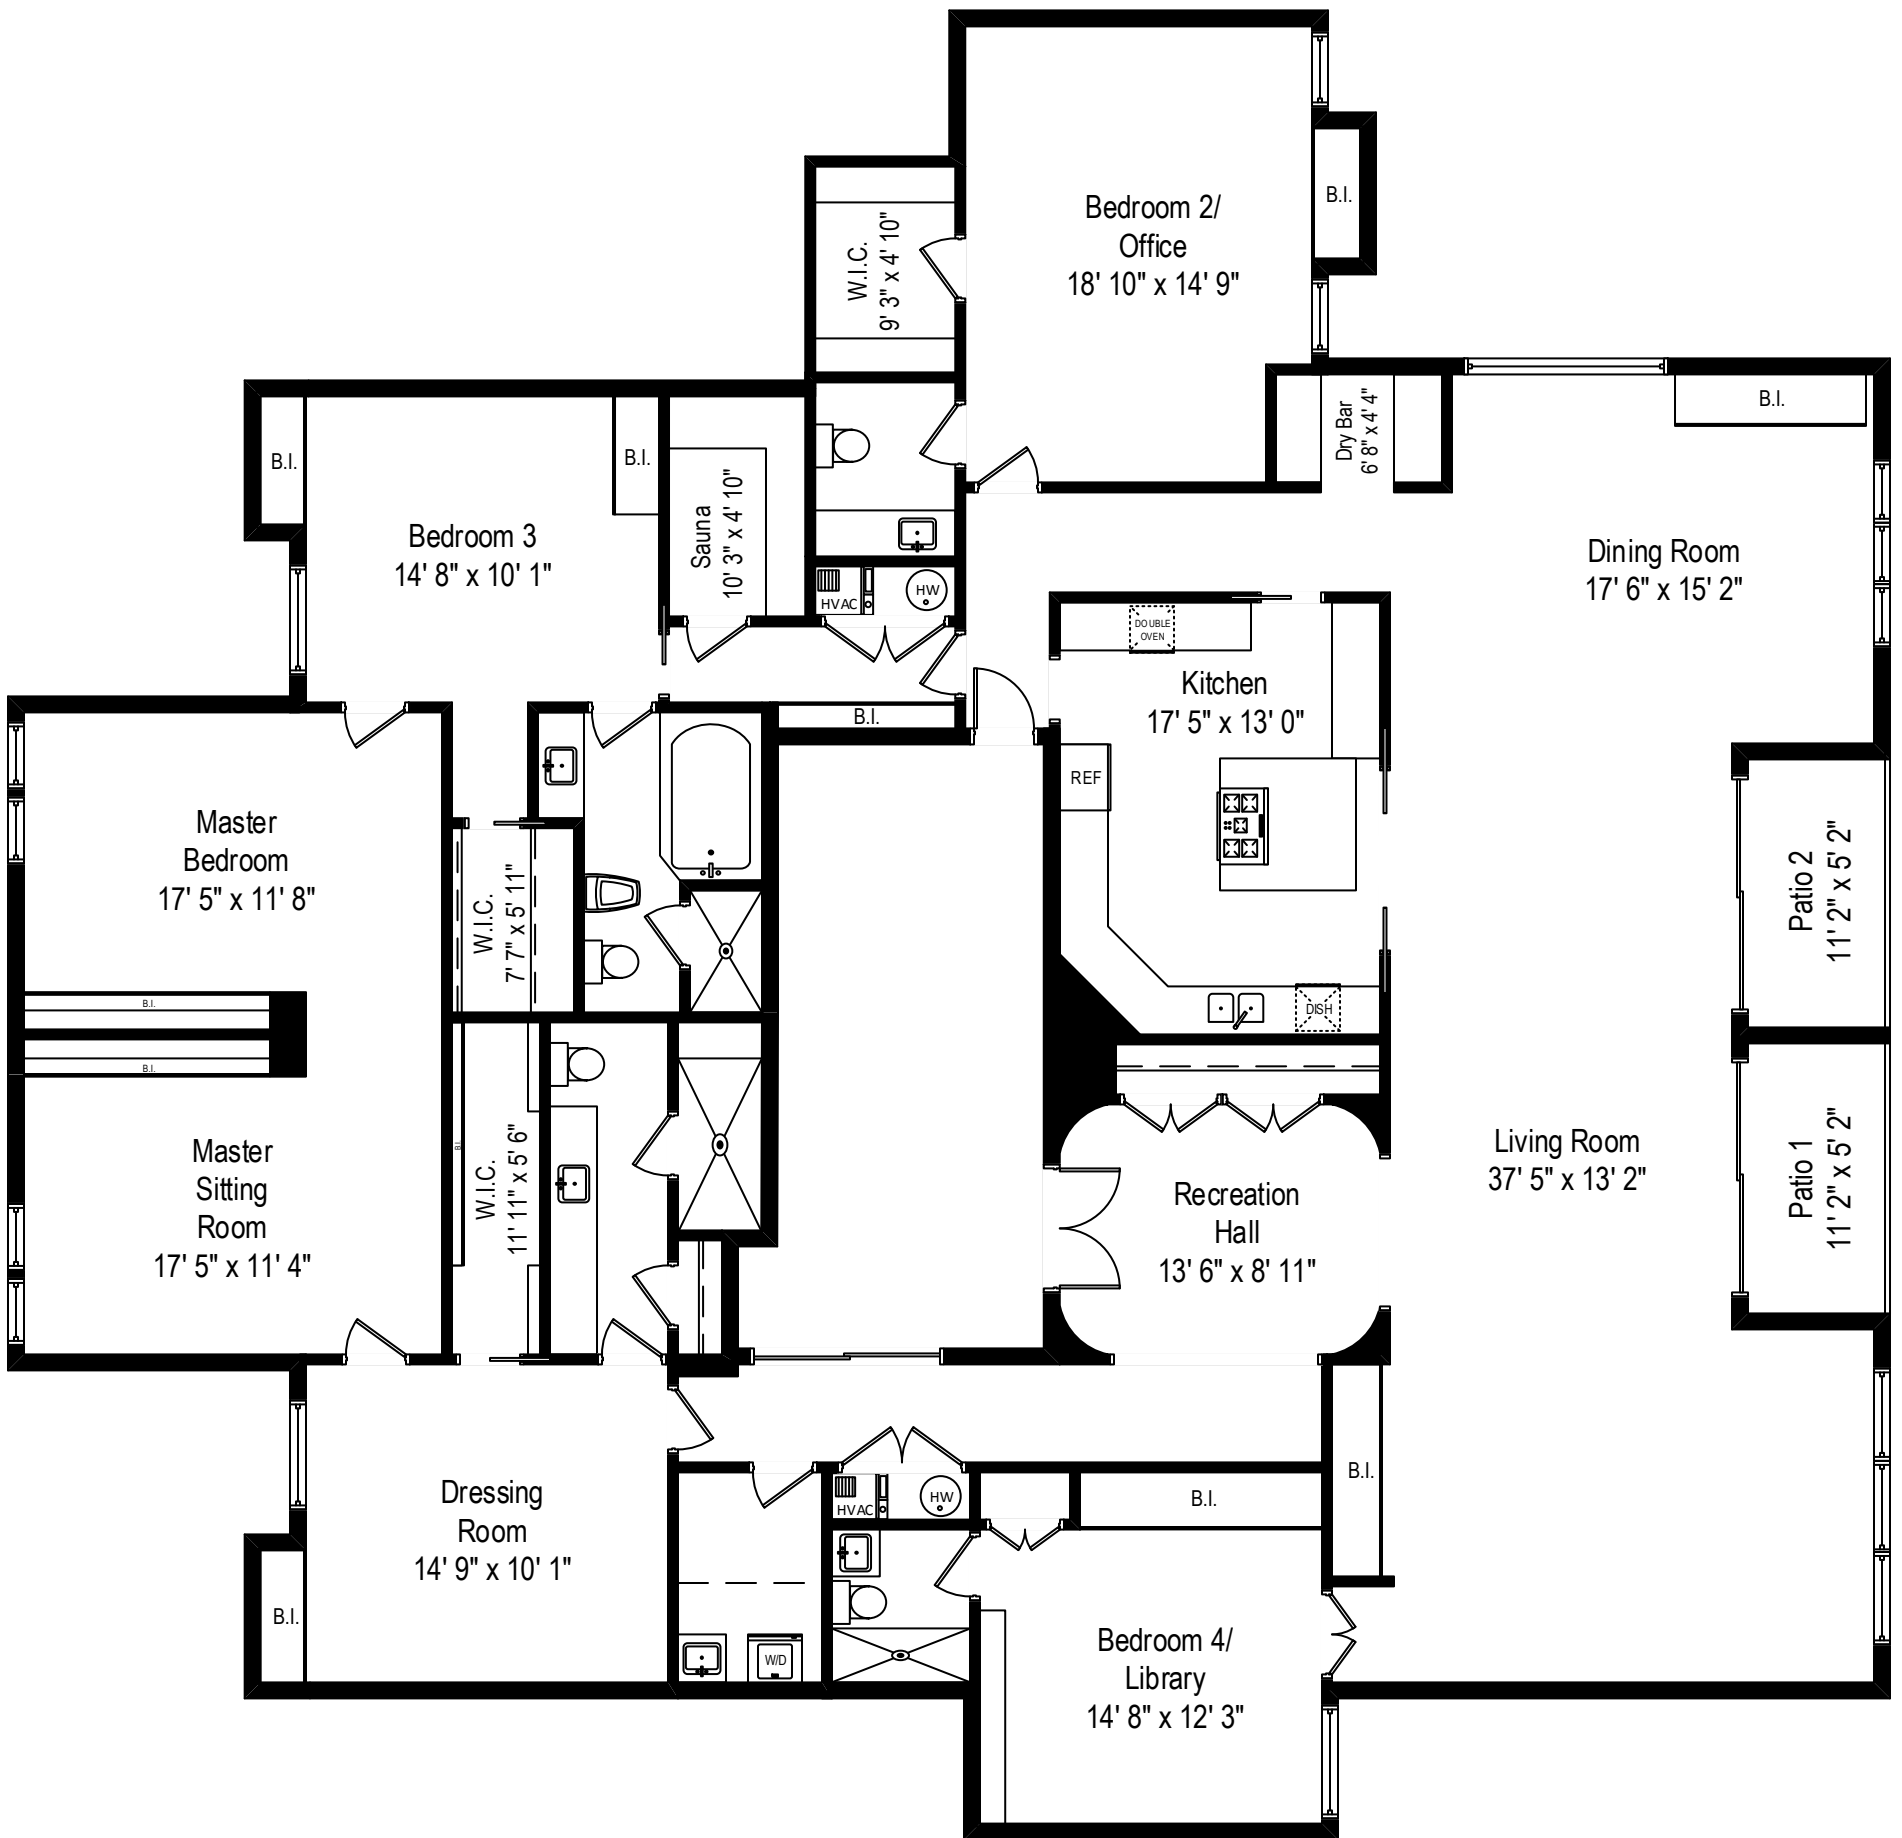 Bedroom 2/
Office
18' 10" x 14' 9"
B.I.
W.I.C.
9' 3" x 4' 10"
Dry Bar
6' 8" x 4' 4"
B.I.
B.I.
B.I.
Bedroom 3
14' 8" x 10' 1"
Sauna
10' 3" x 4' 10"
HVAC
HW
Dining Room
17' 6" x 15' 2"
DOUBLE
OVEN
Kitchen
17' 5" x 13' 0"
B.I.
REF
Master
Bedroom
17' 5" x 11' 8"
W.I.C.
7' 7" x 5' 11"
Patio 2
11' 2" x 5' 2"
B.I.
B.I.
DISH
Master
Sitting
Room
17' 5" x 11' 4"
B.I.
W.I.C.
11' 11" x 5' 6"
Recreation
Hall
13' 6" x 8' 11"
Living Room
37' 5" x 13' 2"
Patio 1
11' 2" x 5' 2"
Dressing
Room
14' 9" x 10' 1"
B.I.
HVAC
HW
B.I.
B.I.
W/D
Bedroom 4/
Library
14' 8" x 12' 3"